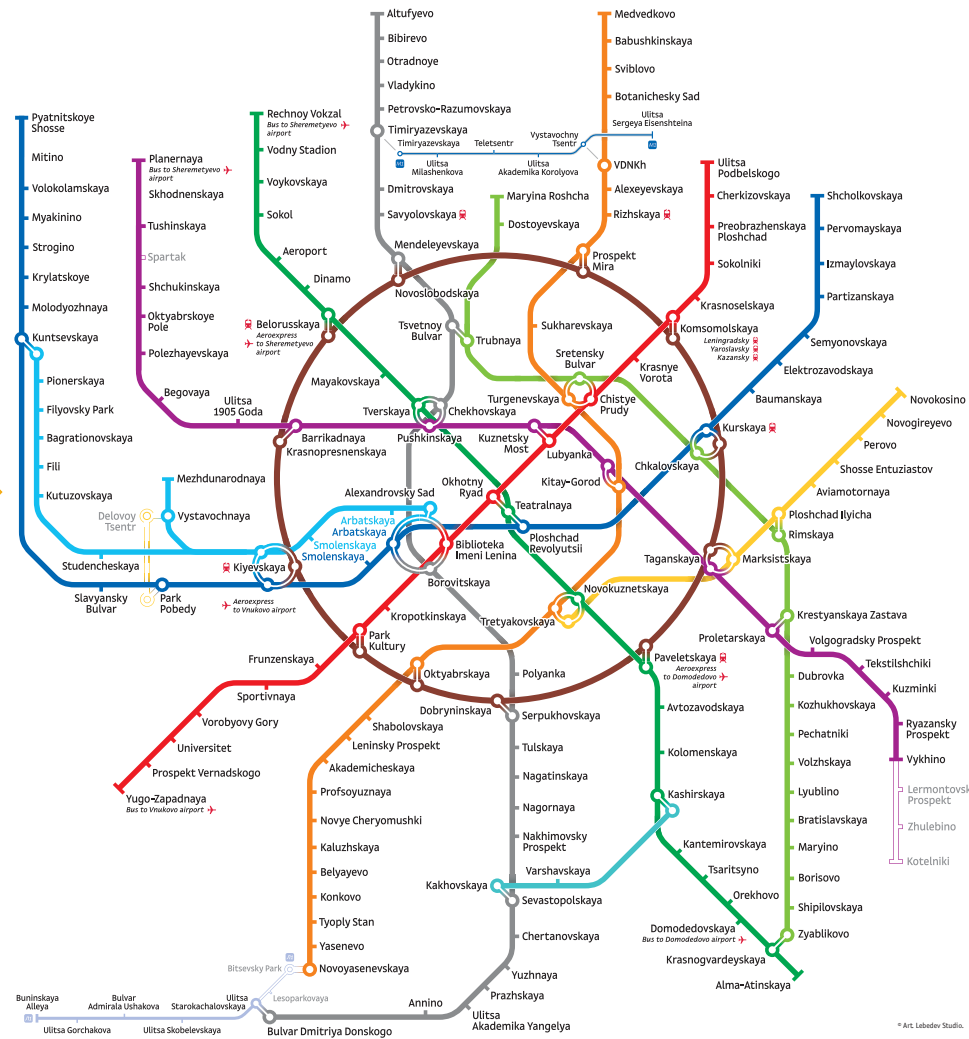 Altufyevo
Bibirevo
Otradnoye
Vladykino
Petrovsko-Razumovskaya
Timiryazevskaya
Dmitrovskaya
Savyolovskaya
Mendeleyevskaya
Novoslobodskaya
Tsvetnoy
Bulvar
Medvedkovo
Babushkinskaya
Sviblovo
Botanichesky Sad
VDNKh
Alexeyevskaya
Rizhskaya
Prospekt
Mira
Sukharevskaya
Timiryazevskaya
Ulitsa
Milashenkova
Teletsentr
Ulitsa
Akademika Korolyova
Vystavochny
Tsentr
Ulitsa
Sergeya Eisenshteina
Pyatnitskoye
Shosse
Mitino
Volokolamskaya
Myakinino
Strogino
Krylatskoye
Molodyozhnaya
Kuntsevskaya
Pionerskaya
Filyovsky Park
Bagrationovskaya
Fili
Kutuzovskaya
Studencheskaya
Slavyansky
Bulvar
Park
Pobedy
Planernaya
Bus to Sheremetyevo
airport
Skhodnenskaya
Tushinskaya
Spartak
Shchukinskaya
Oktyabrskoye
Pole
Polezhayevskaya
Begovaya
Ulitsa
1905 Goda
Barrikadnaya
Krasnopresnenskaya
Rechnoy Vokzal
Bus to Sheremetyevo
airport
Vodny Stadion
Voykovskaya
Sokol
Aeroport
Dinamo
Belorusskaya
Aeroexpress
to Sheremetyevo
airport
Mayakovskaya
Tverskaya
Chekhovskaya
Pushkinskaya
Maryina Roshcha
Dostoyevskaya
Trubnaya
Sretensky
Bulvar
Turgenevskaya
Chistye
Prudy
Kuznetsky
Most
Lubyanka
Kitay-Gorod
Ulitsa
Podbelskogo
Cherkizovskaya
Preobrazhenskaya
Ploshchad
Sokolniki
Krasnoselskaya
Komsomolskaya
Leningradsky
Yaroslavsky
Kazansky
Krasnye
Vorota
Shcholkovskaya
Pervomayskaya
Izmaylovskaya
Partizanskaya
Semyonovskaya
Elektrozavodskaya
Baumanskaya
Kurskaya
Chkalovskaya
Novokosino
Novogireyevo
Perovo
Shosse Entuziastov
Aviamotornaya
Ploshchad Ilyicha
Rimskaya
Marksistskaya
Taganskaya
Mezhdunarodnaya
Delovoy
Tsentr
Vystavochnaya
Alexandrovsky Sad
Arbatskaya
Arbatskaya
Smolenskaya
Smolenskaya
Kiyevskaya
Aeroexpress
to Vnukovo airport
Okhotny
Ryad
Teatralnaya
Ploshchad
Revolyutsii
Biblioteka
Imeni Lenina
Borovitskaya
Kropotkinskaya
Park
Kultury
Frunzenskaya
Sportivnaya
Vorobyovy Gory
Universitet
Prospekt Vernadskogo
Yugo-Zapadnaya
Bus to Vnukovo airport
Novokuznetskaya
Tretyakovskaya
Oktyabrskaya
Dobryninskaya
Polyanka
Serpukhovskaya
Tulskaya
Nagatinskaya
Nagornaya
Nakhimovsky
Prospekt
Kakhovskaya
Varshavskaya
Sevastopolskaya
Chertanovskaya
Yuzhnaya
Prazhskaya
Ulitsa
Akademika Yangelya
Annino
Bulvar Dmitriya Donskogo
Shabolovskaya
Leninsky Prospekt
Akademicheskaya
Profsoyuznaya
Novye Cheryomushki
Kaluzhskaya
Belyayevo
Konkovo
Tyoply Stan
Yasenevo
Novoyasenevskaya
Bitsevsky Park
Lesoparkovaya
Ulitsa
Starokachalovskaya
Ulitsa Skobelevskaya
Bulvar
Admirala Ushakova
Ulitsa Gorchakova
Buninskaya
Alleya
Paveletskaya
Aeroexpress
to Domodedovo
airport
Avtozavodskaya
Kolomenskaya
Kashirskaya
Kantemirovskaya
Tsaritsyno
Orekhovo
Domodedovskaya
Bus to Domodedovo airport
Krasnogvardeyskaya
Alma-Atinskaya
Proletarskaya
Krestyanskaya Zastava
Volgogradsky Prospekt
Tekstilshchiki
Kuzminki
Ryazansky
Prospekt
Vykhino
Lermontovsk
Prospekt
Zhulebino
Kotelniki
Dubrovka
Kozhukhovskaya
Pechatniki
Volzhskaya
Lyublino
Bratislavskaya
Maryino
Borisovo
Shipilovskaya
Zyablikovo
© Art. Lebedev Studio.